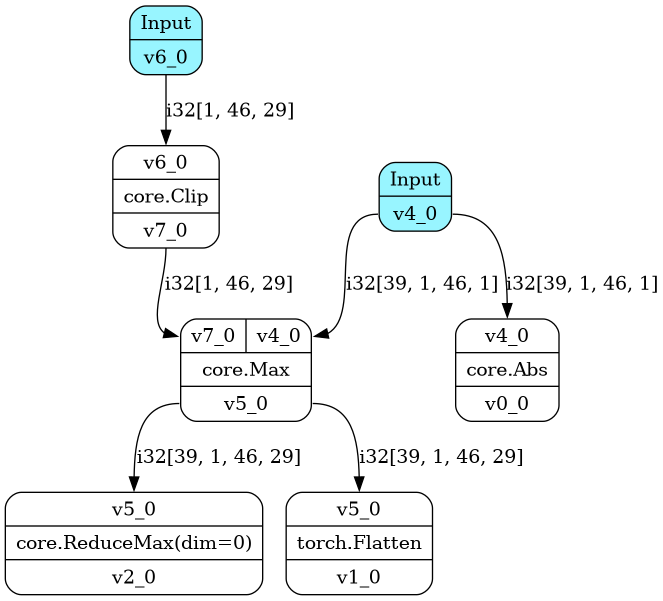 Input
v6_0
i32[1, 46, 29]
v6_0
core.Clip
v7_0
Input
v4_0
i32[1, 46, 29]
i32[39, 1, 46, 1]
i32[39, 1, 46, 1]
v7_0 v4_0
core.Max
v5_0
v4_0
core.Abs
v0_0
i32[39, 1, 46, 29]
i32[39, 1, 46, 29]
v5_0
core.ReduceMax(dim=0)
v2_0
v5_0
torch.Flatten
v1_0